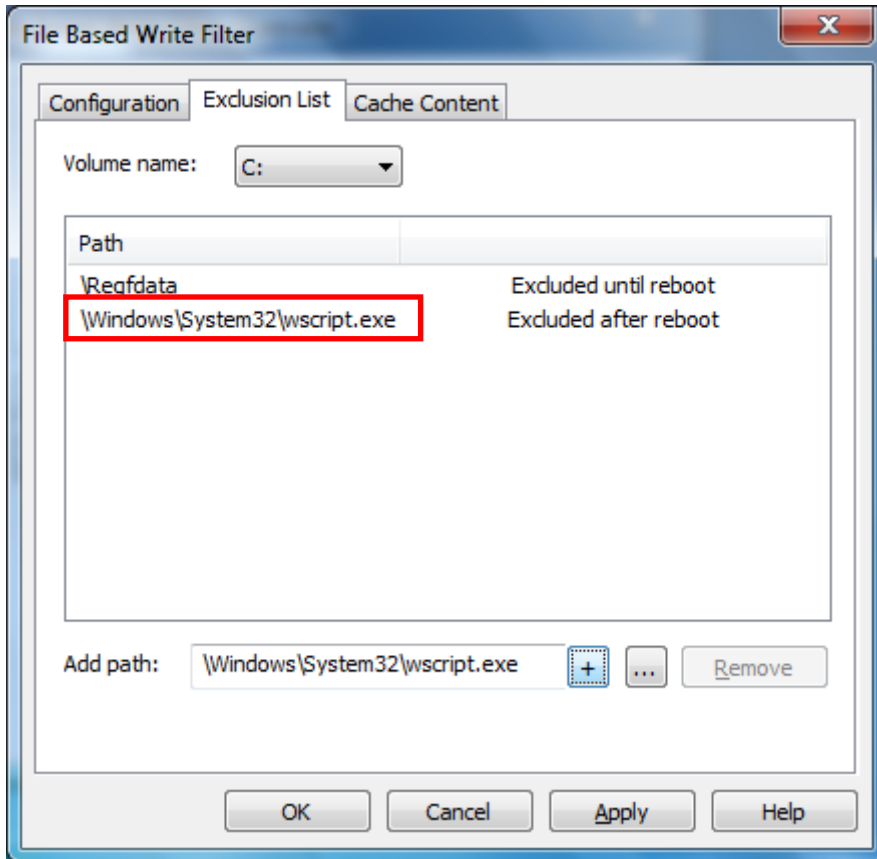 File Based Write Filter
Configuration Exclusion List Cache Content
Volume name: C:
Path
\Regfdata Excluded until reboot
\Windows\System32\wscript.exe Excluded after reboot
Add path: \Windows\System32\wscript.exe + ... Remove
OK Cancel Apply Help